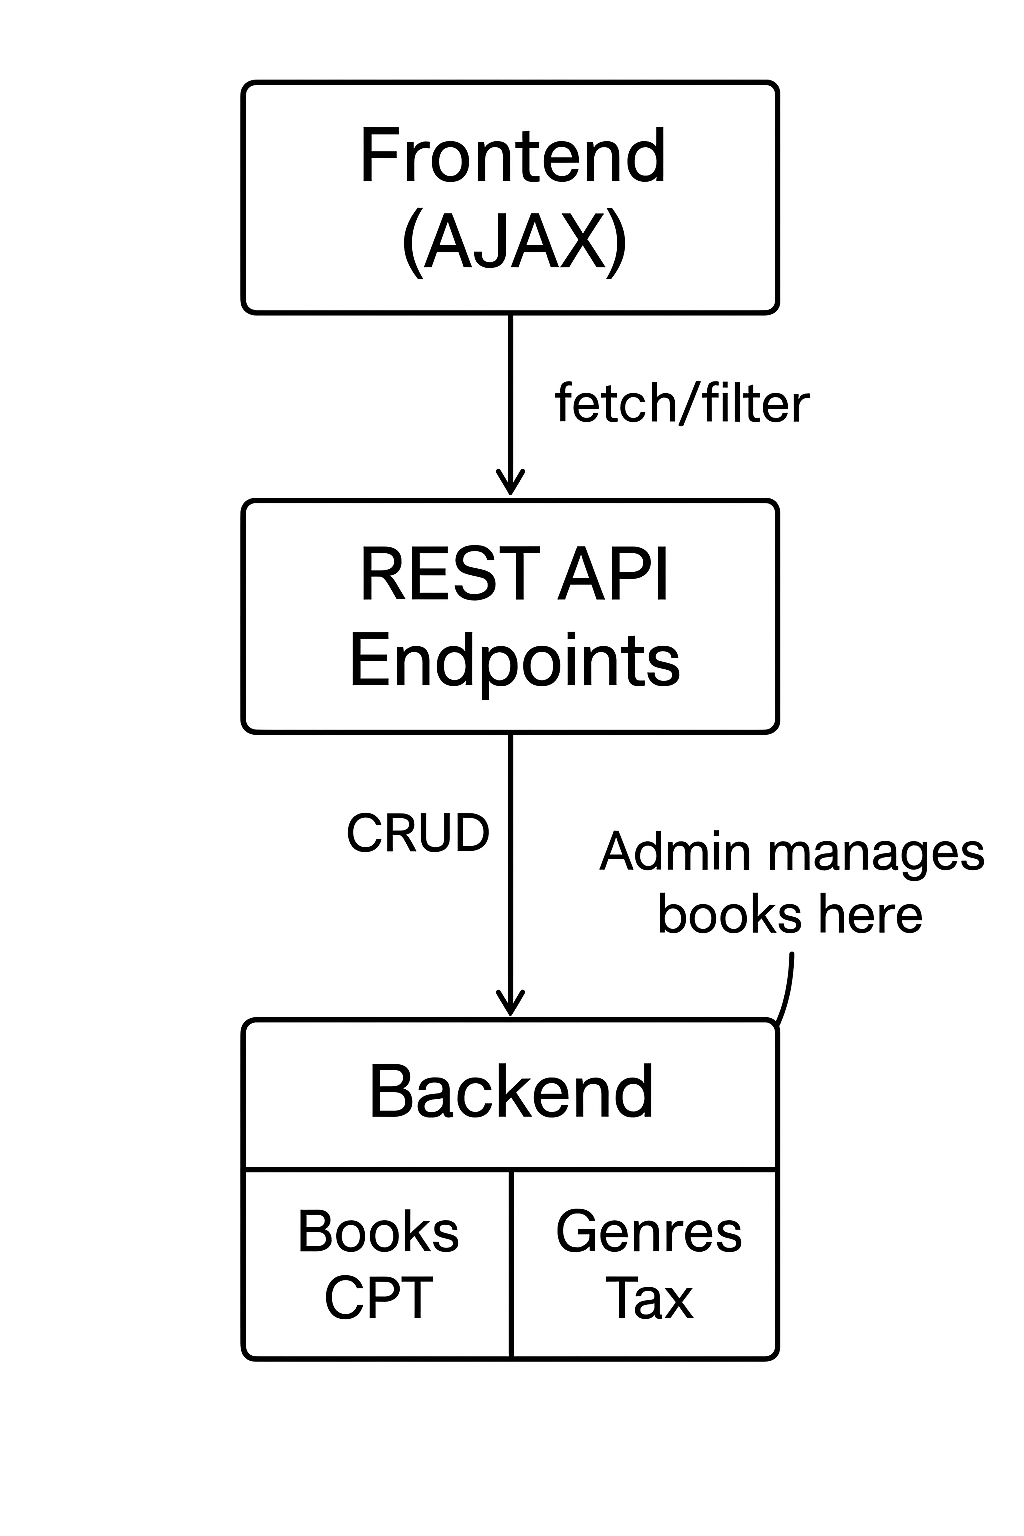 Frontend
(AJAX)
fetch/filter
REST API
Endpoints
CRUD
Admin manages
books here
Backend
Books
CPT
Genres
Tax